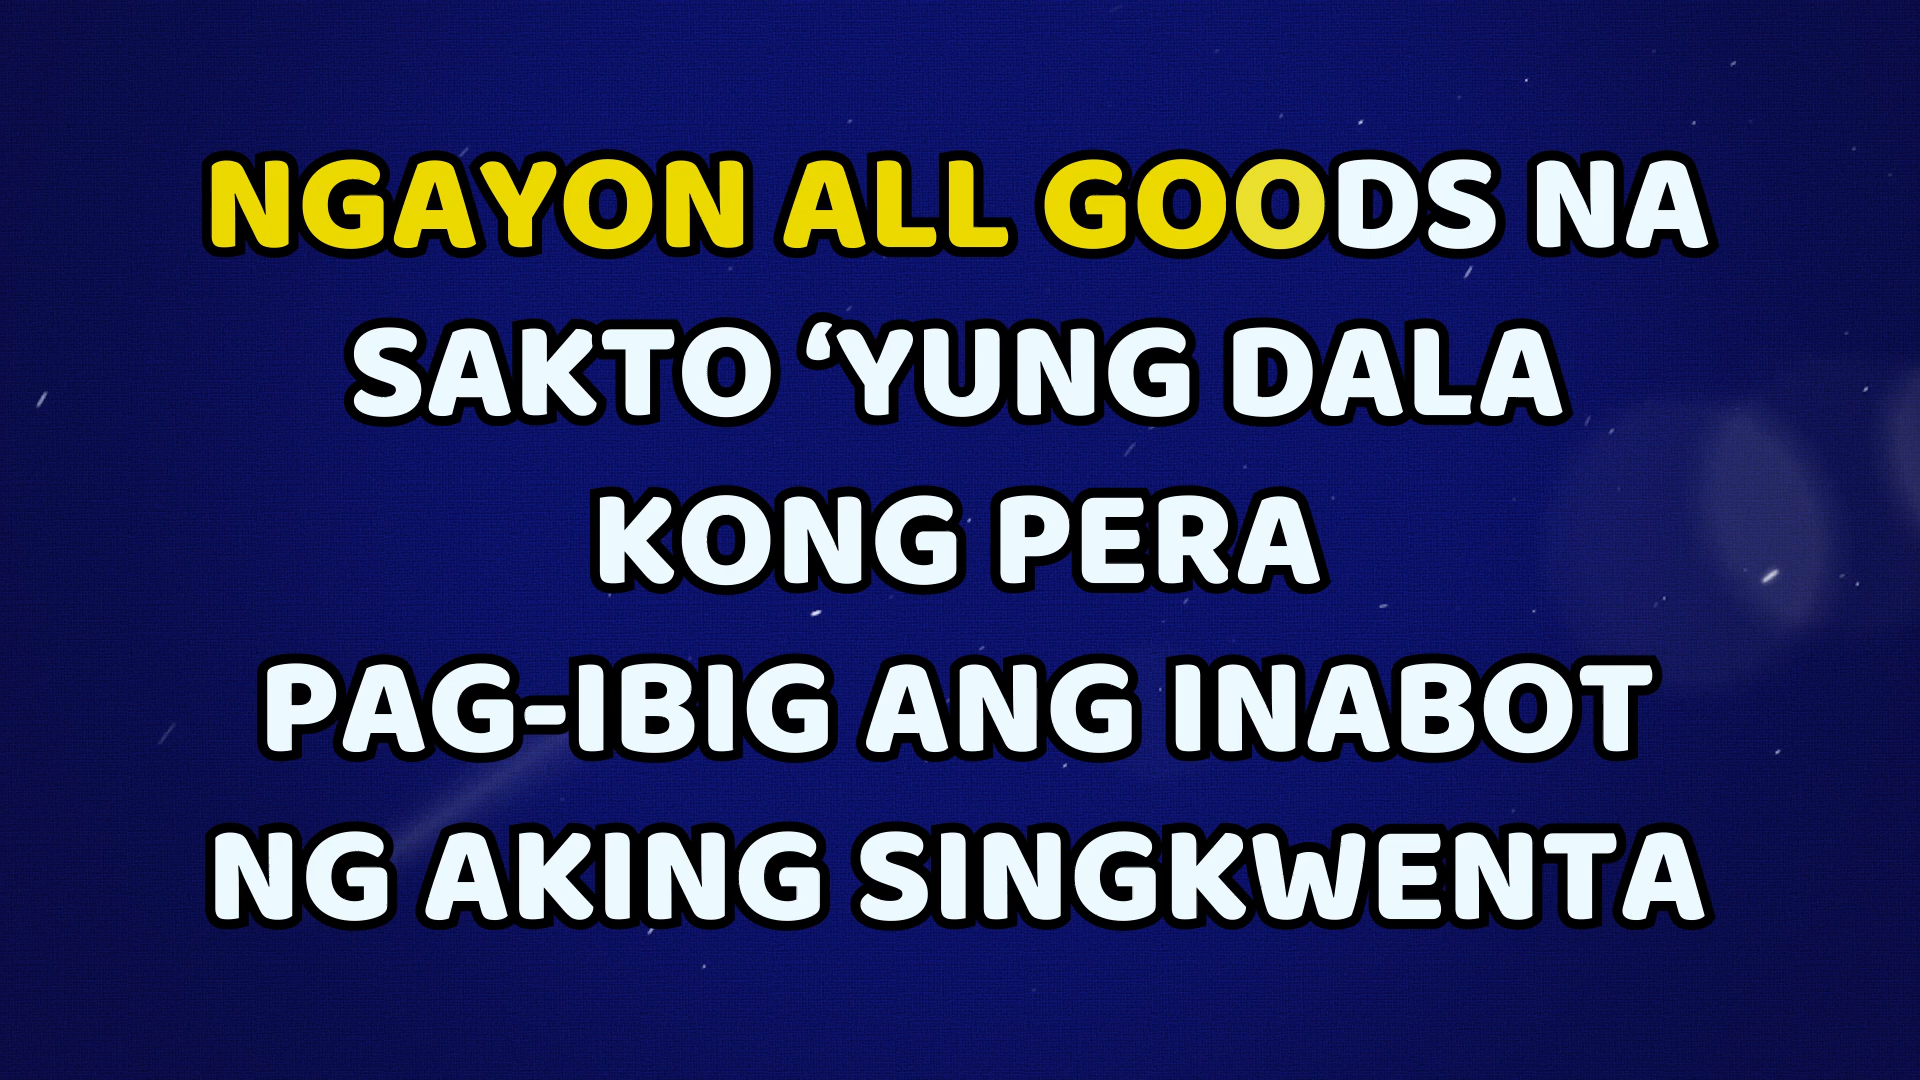 NGAYON ALL GOODS NA
SAKTO ‘YUNG DALA
KONG PERA
PAG-IBIG ANG INABOT
NG AKING SINGKWENTA